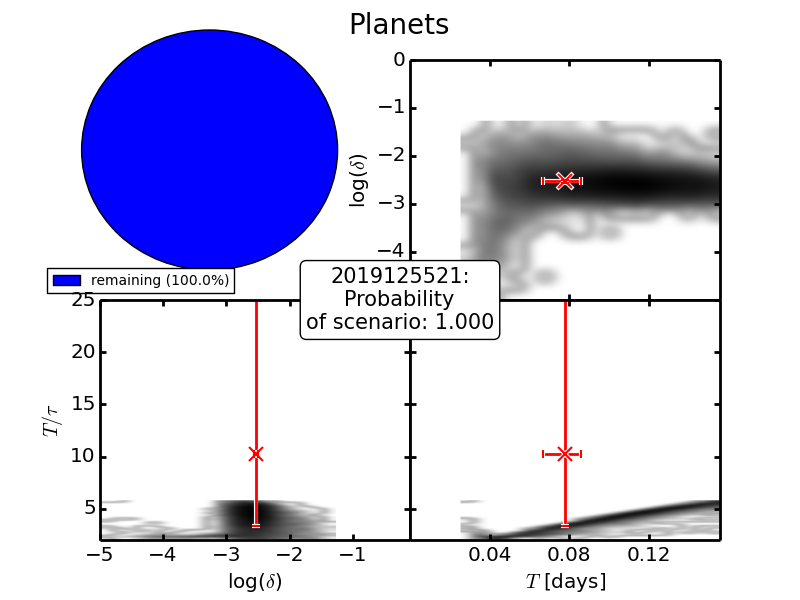 Planets
0
−1
−2
−3
−4
log(δ)
remaining (100.0%)
2019125521:
Probability
of scenario: 1.000
25
20
15
10
5
T/τ
−5
−4
−3
−2
−1
log(δ)
0.04
0.08
0.12
T [days]